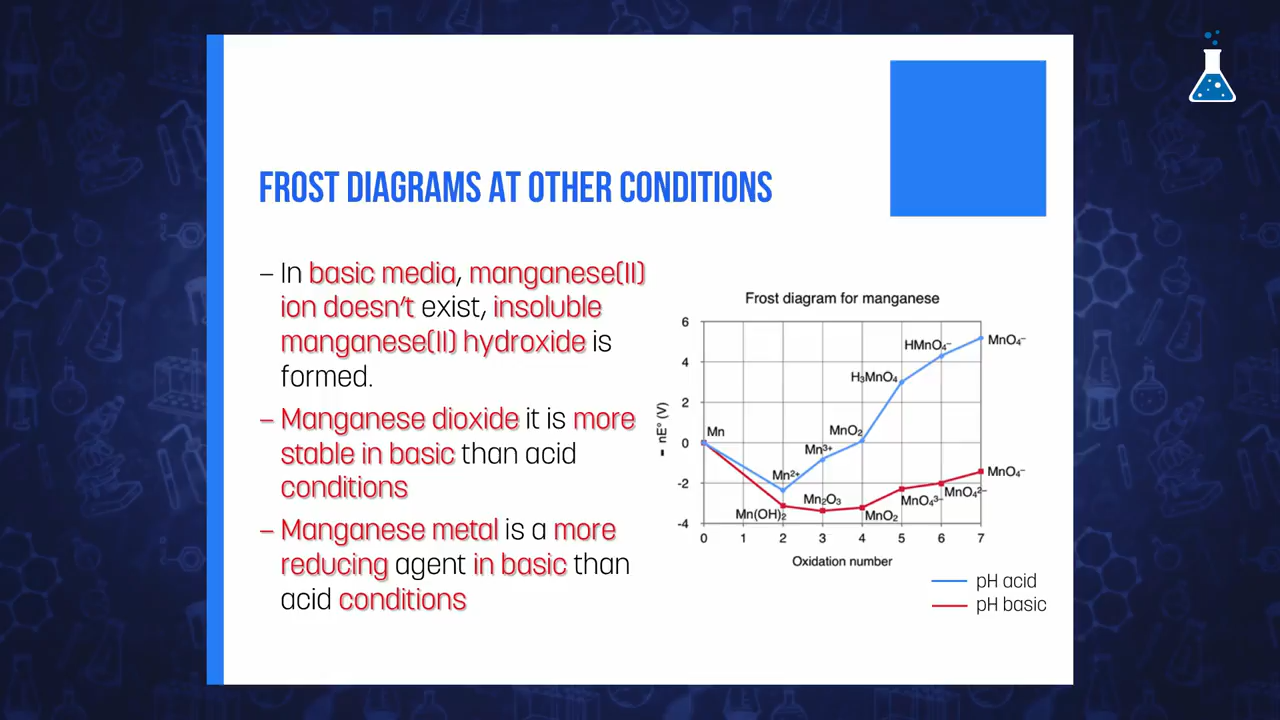 FROST DIAGRAMS AT OTHER CONDITIONS
– In basic media, manganese(II)
ion doesn't exist, insoluble
manganese(II) hydroxide is
formed.
– Manganese dioxide it is more
stable in basic than acid
conditions
– Manganese metal is a more
reducing agent in basic than
acid conditions
Frost diagram for manganese
6
4
2
0
-2
-4
– nE° (V)
Mn
Mn²⁺
Mn³⁺
MnO₂
H₃MnO₄
HMnO₄⁻
MnO₄⁻
Mn(OH)₂
Mn₂O₃
MnO₂
MnO₄³⁻
MnO₄²⁻
MnO₄⁻
0 1 2 3 4 5 6 7
Oxidation number
pH acid
pH basic